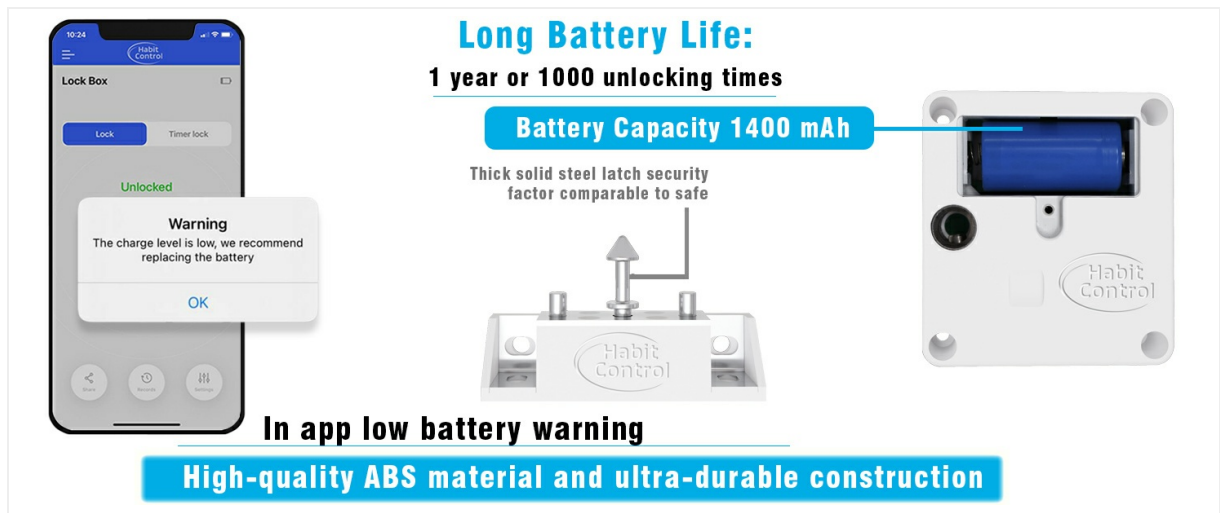 10:24
Habit
Control
Lock Box
Lock
Timer lock
Unlocked
Warning
The charge level is low, we recommend
replacing the battery
OK
Share
Records
Settings
Long Battery Life:
1 year or 1000 unlocking times
Battery Capacity 1400 mAh
Thick solid steel latch security
factor comparable to safe
Habit
Control
Habit
Control
In app low battery warning
High-quality ABS material and ultra-durable construction